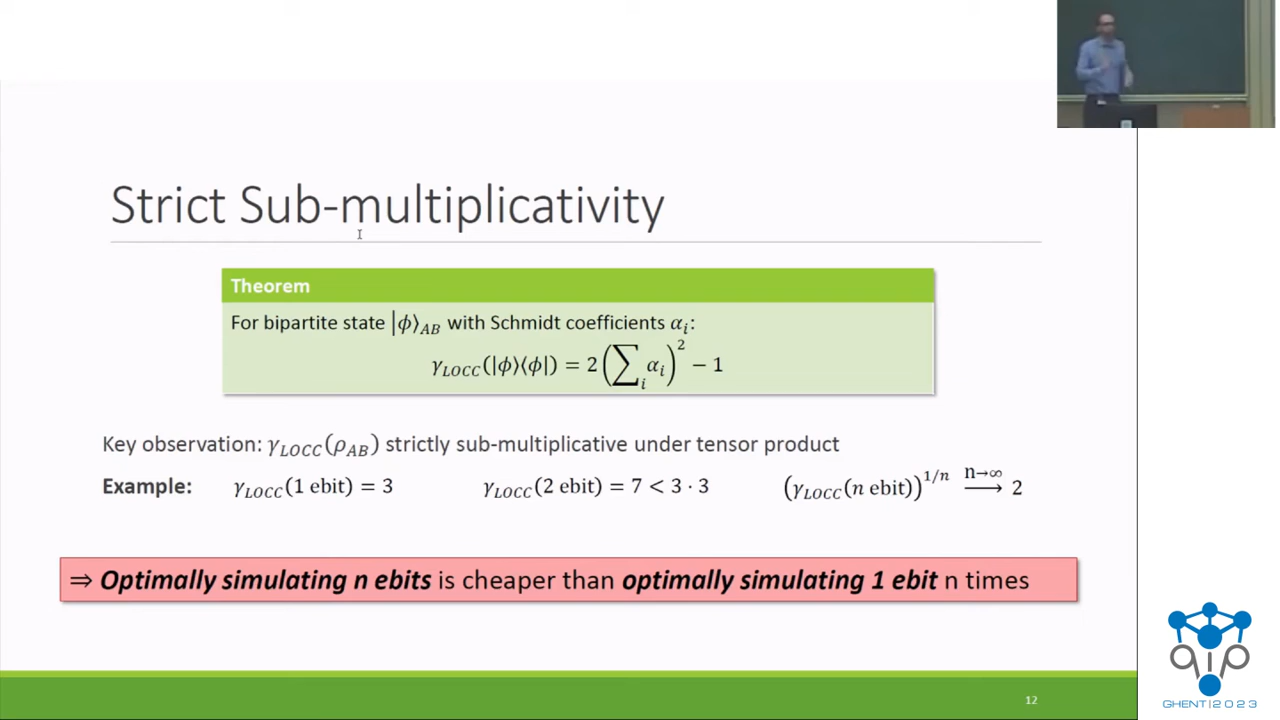 Strict Sub-multiplicativity
Theorem
For bipartite state |ϕ⟩_AB with Schmidt coefficients α_i:
γ_LOCC(|ϕ⟩⟨ϕ|) = 2(∑_i α_i)^2 − 1
Key observation: γ_LOCC(ρ_AB) strictly sub-multiplicative under tensor product
Example: γ_LOCC(1 ebit) = 3 γ_LOCC(2 ebit) = 7 < 3 · 3 (γ_LOCC(n ebit))^1/n n→∞ ⟶ 2
⇒ Optimally simulating n ebits is cheaper than optimally simulating 1 ebit n times
12
qip
GHENT|2023